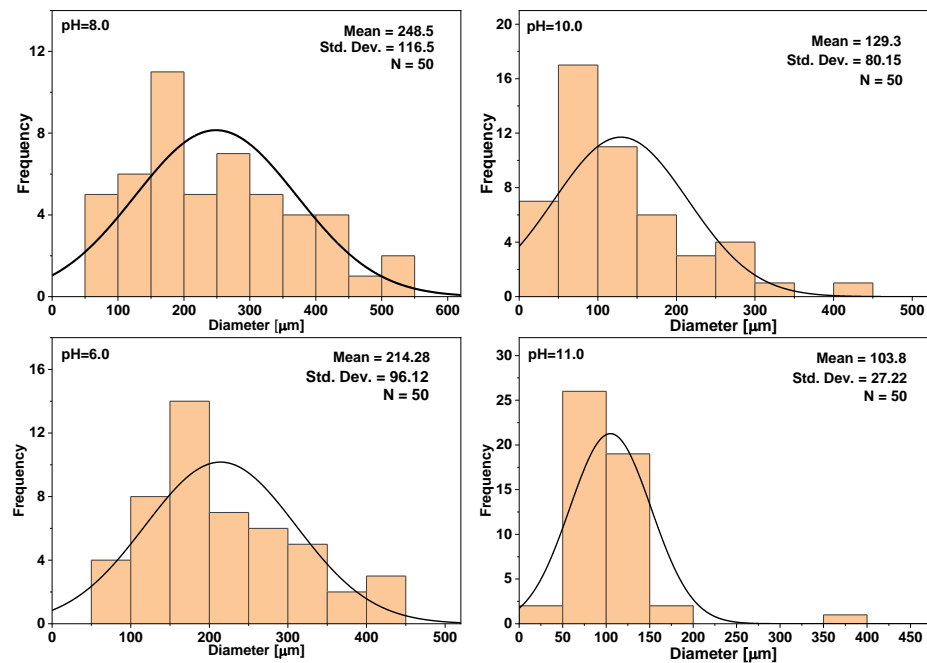 pH=8.0
Mean = 248.5
Std. Dev. = 116.5
N = 50
Frequency
12
8
4
0
0 100 200 300 400 500 600
Diameter [μm]
pH=10.0
Mean = 129.3
Std. Dev. = 80.15
N = 50
Frequency
20
16
12
8
4
0
0 100 200 300 400 500
Diameter [μm]
pH=6.0
Mean = 214.28
Std. Dev. = 96.12
N = 50
Frequency
16
12
8
4
0
0 100 200 300 400 500
Diameter [μm]
pH=11.0
Mean = 103.8
Std. Dev. = 27.22
N = 50
Frequency
30
25
20
15
10
5
0
0 50 100 150 200 250 300 350 400 450
Diameter [μm]